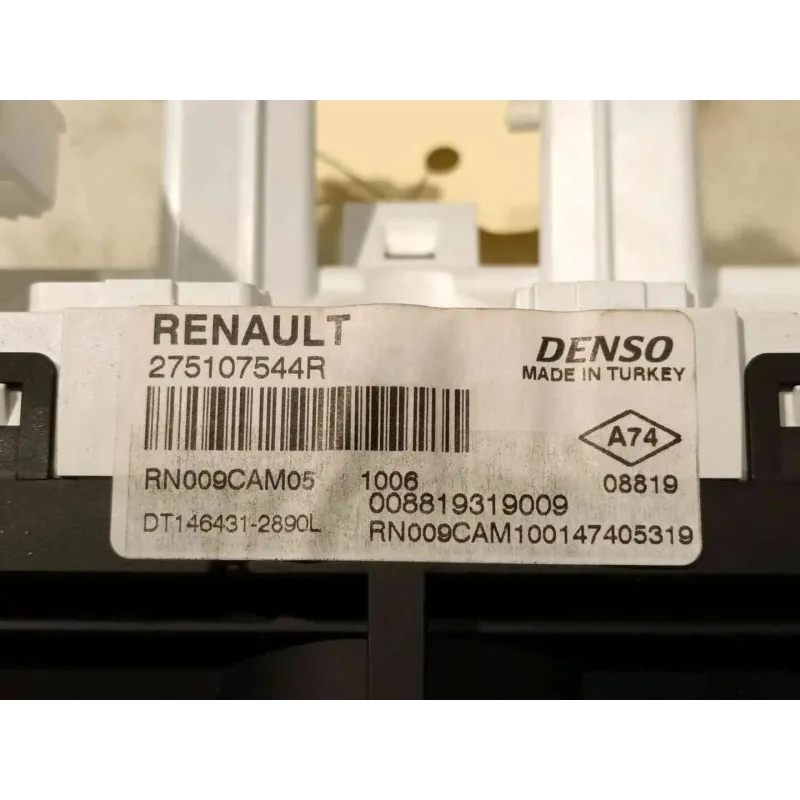 RENAULT
275107544R
DENSO
MADE IN TURKEY
A74
RN009CAM05 1006 08819
008819319009
DT146431-2890L RN009CAM100147405319